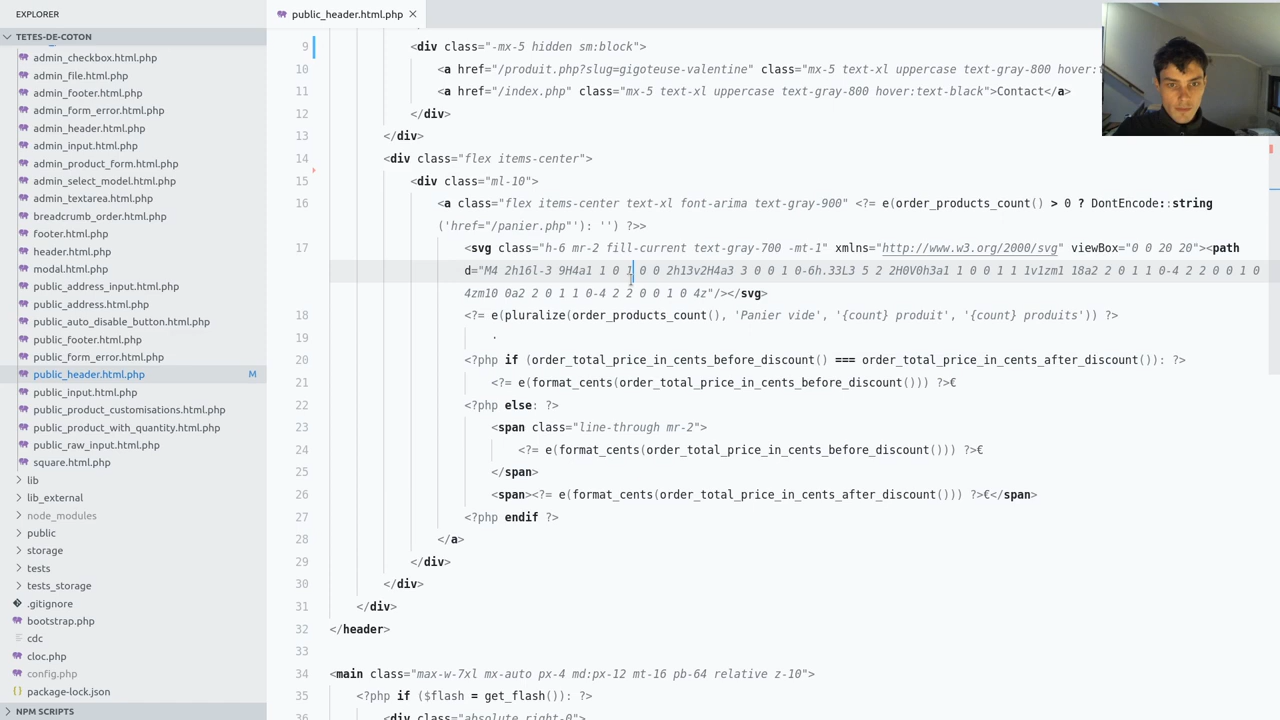 EXPLORER
TETES-DE-COTON
admin_checkbox.html.php
admin_file.html.php
admin_footer.html.php
admin_form_error.html.php
admin_header.html.php
admin_input.html.php
admin_product_form.html.php
admin_select_model.html.php
admin_textarea.html.php
breadcrumb_order.html.php
footer.html.php
header.html.php
modal.html.php
public_address_input.html.php
public_address.html.php
public_auto_disable_button.html.php
public_footer.html.php
public_form_error.html.php
public_header.html.php M
public_input.html.php
public_product_customisations.html.php
public_product_with_quantity.html.php
public_raw_input.html.php
square.html.php
lib
lib_external
node_modules
public
storage
tests
tests_storage
.gitignore
bootstrap.php
cdc
cloc.php
config.php
package-lock.json
NPM SCRIPTS
public_header.html.php
9 <div class="-mx-5 hidden sm:block">
10 <a href="/produit.php?slug=gigoteuse-valentine" class="mx-5 text-xl uppercase text-gray-800 hover:
11 <a href="/index.php" class="mx-5 text-xl uppercase text-gray-800 hover:text-black">Contact</a>
12 </div>
13 </div>
14 <div class="flex items-center">
15 <div class="ml-10">
16 <a class="flex items-center text-xl font-arima text-gray-900" <?= e(order_products_count() > 0 ? DontEncode::string
('href="/panier.php"'): '') ?>>
17 <svg class="h-6 mr-2 fill-current text-gray-700 -mt-1" xmlns="http://www.w3.org/2000/svg" viewBox="0 0 20 20"><path
d="M4 2h16l-3 9H4a1 1 0 1 0 0 2h13v2H4a3 3 0 0 1 0-6h.33L3 5 2 2H0V0h3a1 1 0 0 1 1 1v1zm1 18a2 2 0 1 1 0-4 2 2 0 0 1 0
4zm10 0a2 2 0 1 1 0-4 2 2 0 0 1 0 4z"/></svg>
18 <?= e(pluralize(order_products_count(), 'Panier vide', '{count} produit', '{count} produits')) ?>
19 ·
20 <?php if (order_total_price_in_cents_before_discount() === order_total_price_in_cents_after_discount()): ?>
21 <?= e(format_cents(order_total_price_in_cents_before_discount())) ?>€
22 <?php else: ?>
23 <span class="line-through mr-2">
24 <?= e(format_cents(order_total_price_in_cents_before_discount())) ?>€
25 </span>
26 <span><?= e(format_cents(order_total_price_in_cents_after_discount())) ?>€</span>
27 <?php endif ?>
28 </a>
29 </div>
30 </div>
31 </div>
32 </header>
33
34 <main class="max-w-7xl mx-auto px-4 md:px-12 mt-16 pb-64 relative z-10">
35 <?php if ($flash = get_flash()): ?>
36 <div class="absolute right-0">